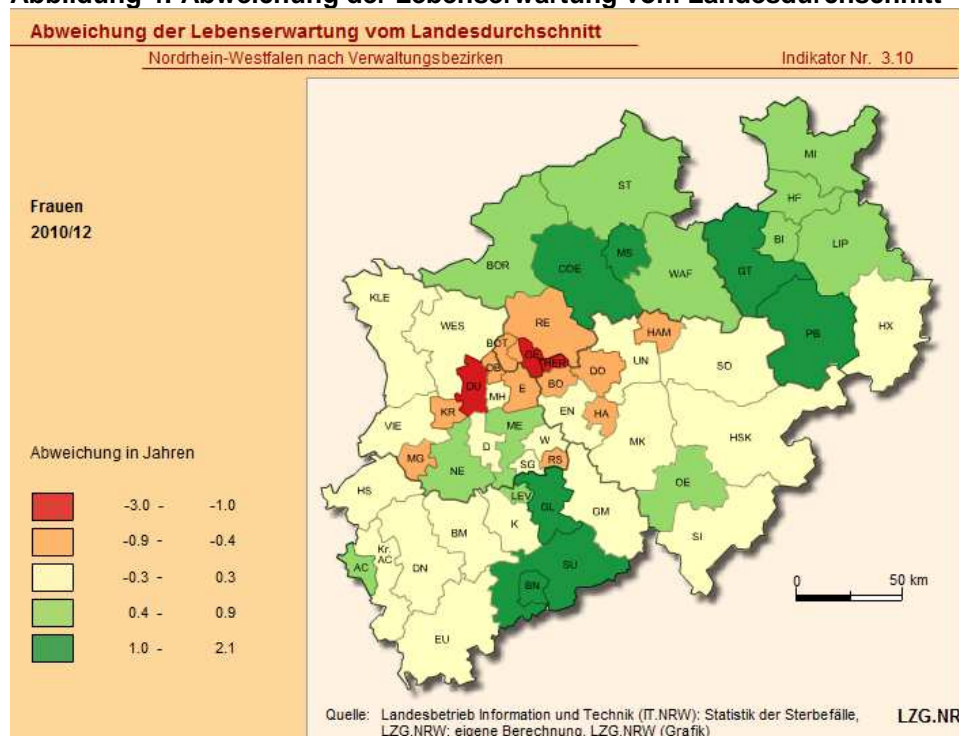 Abbildung 4: Abweichung der Lebenserwartung vom Landesdurchschnitt
Abweichung der Lebenserwartung vom Landesdurchschnitt
Nordrhein-Westfalen nach Verwaltungsbezirken Indikator Nr. 3.10
Frauen
2010/12
MI
ST
HF
BI
LIP
MS
BOR
COE
WAF
GT
KLE
WES
RE
HAM
PB
HX
BOT
GE
HER
UN
SO
OB
DO
DU
MH
E
BO
EN
HA
KR
VIE
ME
MK
HSK
D
W
MG
NE
SG
RS
OE
HS
LEV
GL
GM
K
BM
SI
Kr.
AC
AC
DN
SU
BN
EU
Abweichung in Jahren
-3.0 - -1.0
-0.9 - -0.4
-0.3 - 0.3
0.4 - 0.9
1.0 - 2.1
0 50 km
Quelle: Landesbetrieb Information und Technik (IT.NRW): Statistik der Sterbefälle, LZG.NR
LZG.NRW: eigene Berechnung, LZG.NRW (Grafik)